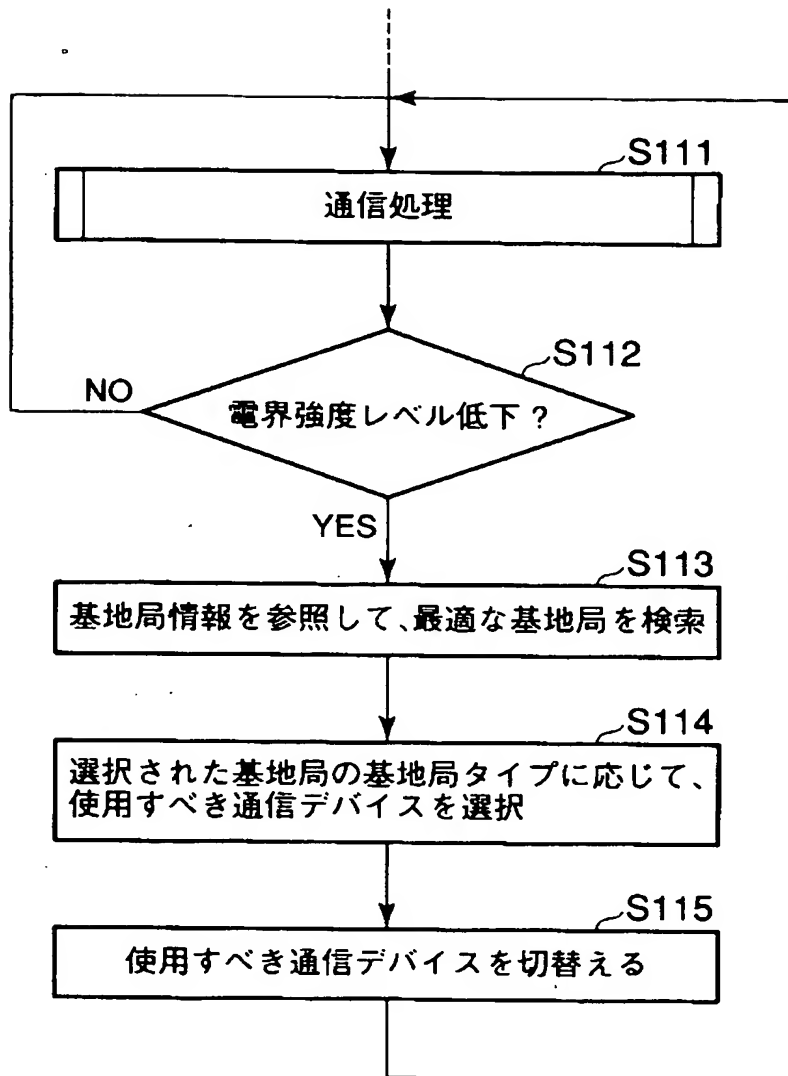 S111
通信処理
S112
電界強度レベル低下？
NO
YES
S113
基地局情報を参照して、最適な基地局を検索
S114
選択された基地局の基地局タイプに応じて、
使用すべき通信デバイスを選択
S115
使用すべき通信デバイスを切替える